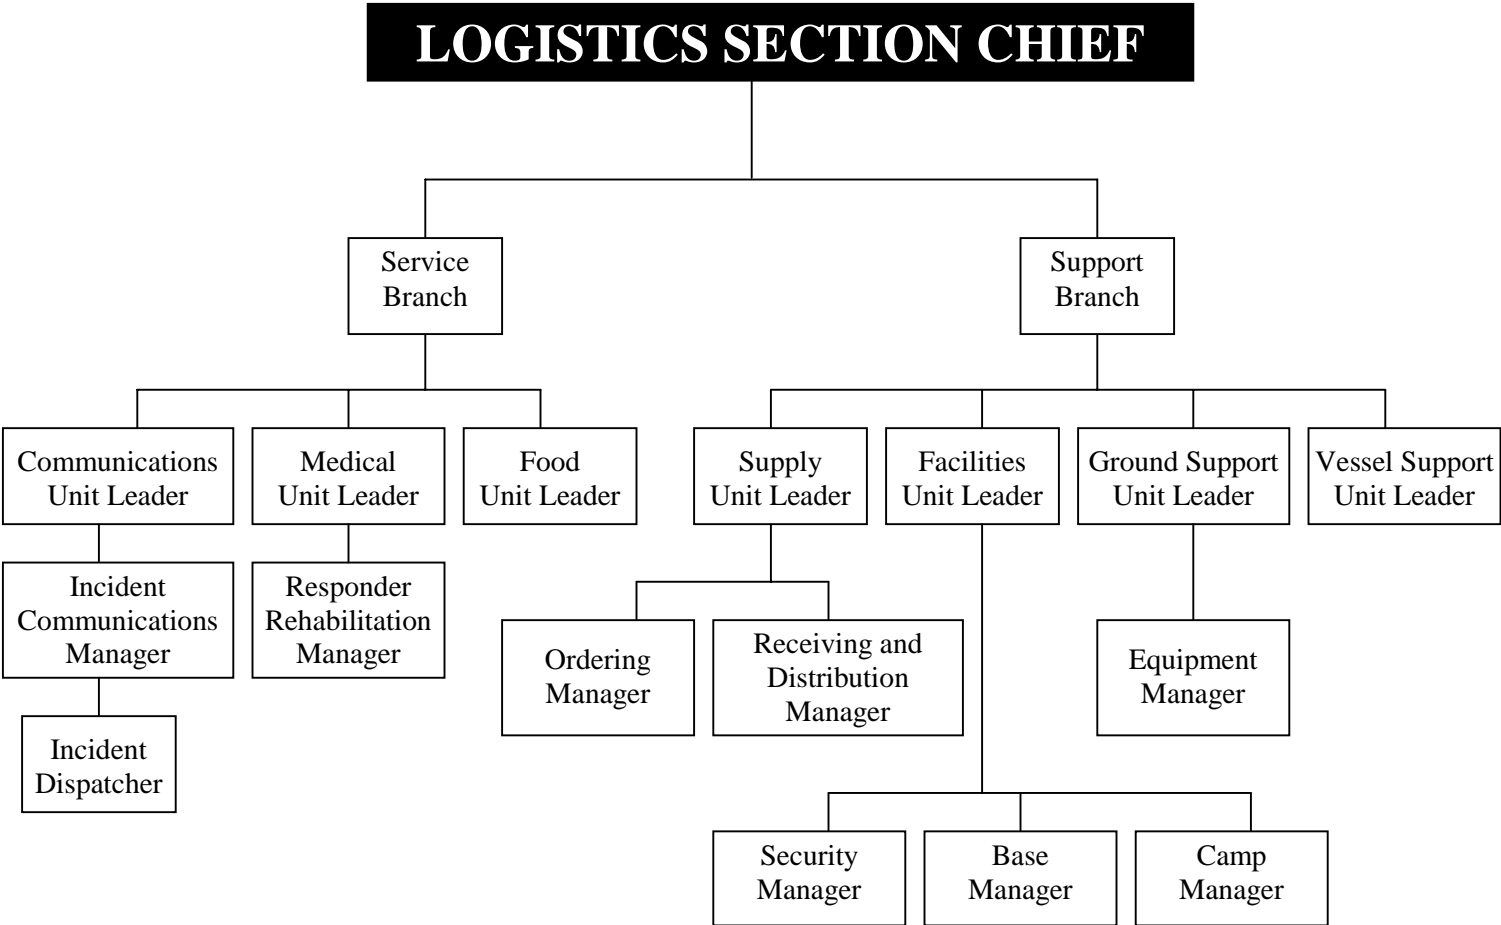 LOGISTICS SECTION CHIEF
Service
Branch
Support
Branch
Communications
Unit Leader
Medical
Unit Leader
Food
Unit Leader
Supply
Unit Leader
Facilities
Unit Leader
Ground Support
Unit Leader
Vessel Support
Unit Leader
Incident
Communications
Manager
Responder
Rehabilitation
Manager
Ordering
Manager
Receiving and
Distribution
Manager
Equipment
Manager
Incident
Dispatcher
Security
Manager
Base
Manager
Camp
Manager